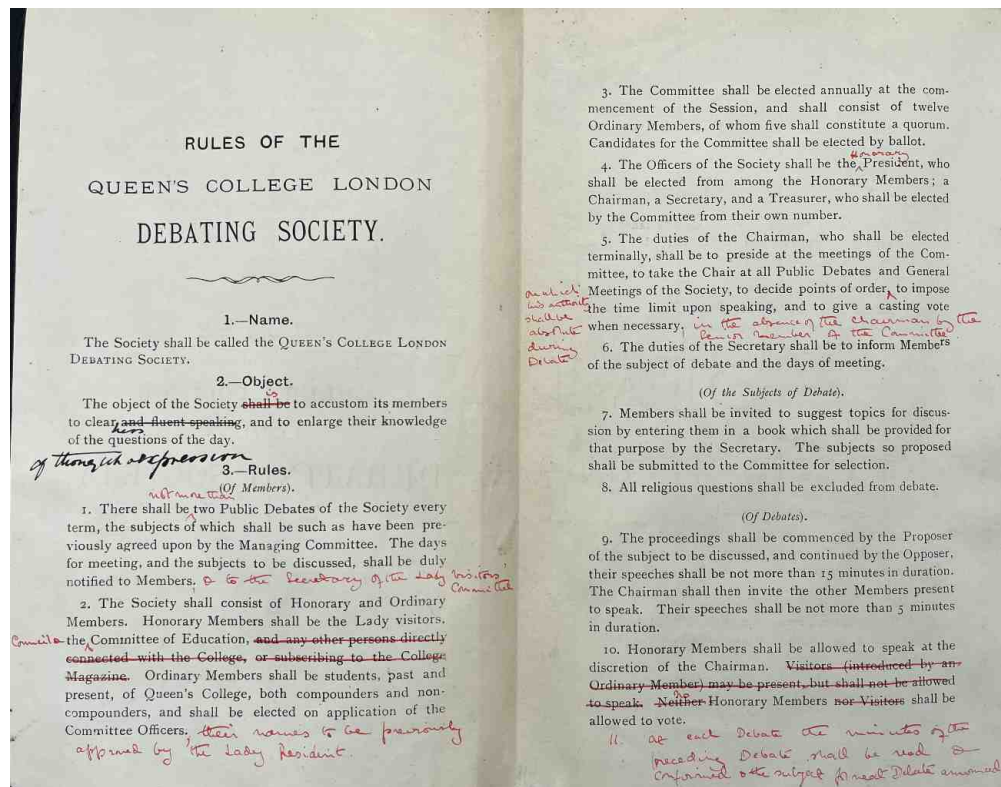 RULES OF THE
QUEEN'S COLLEGE LONDON
DEBATING SOCIETY.
1.—Name.
The Society shall be called the QUEEN'S COLLEGE LONDON
DEBATING SOCIETY.
2.—Object.
is
The object of the Society shall be to accustom its members
to clear and fluent speaking, and to enlarge their knowledge
ness
of the questions of the day.
of thought & expression
3.—Rules.
(Of Members).
not more than
1. There shall be two Public Debates of the Society every
term, the subjects of which shall be such as have been pre-
viously agreed upon by the Managing Committee. The days
for meeting, and the subjects to be discussed, shall be duly
notified to Members. & to the Secretary of the Lady Visitors'
Committee
2. The Society shall consist of Honorary and Ordinary
Members. Honorary Members shall be the Lady visitors.
Council & the Committee of Education, and any other persons directly
connected with the College, or subscribing to the College
Magazine. Ordinary Members shall be students, past and
present, of Queen's College, both compounders and non-
compounders, and shall be elected on application of the
Committee Officers, their names to be previously
approved by the Lady Resident.
3. The Committee shall be elected annually at the com-
mencement of the Session, and shall consist of twelve
Ordinary Members, of whom five shall constitute a quorum.
Candidates for the Committee shall be elected by ballot.
Honorary
4. The Officers of the Society shall be the President, who
shall be elected from among the Honorary Members; a
Chairman, a Secretary, and a Treasurer, who shall be elected
by the Committee from their own number.
5. The duties of the Chairman, who shall be elected
terminally, shall be to preside at the meetings of the Com-
mittee, to take the Chair at all Public Debates and General
Meetings of the Society, to decide points of order, to impose
on which
his authority
shall be
absolute
during
Debate
the time limit upon speaking, and to give a casting vote
when necessary, in the absence of the Chairman by the
Senior Member of the Committee
6. The duties of the Secretary shall be to inform Members
of the subject of debate and the days of meeting.
(Of the Subjects of Debate).
7. Members shall be invited to suggest topics for discus-
sion by entering them in a book which shall be provided for
that purpose by the Secretary. The subjects so proposed
shall be submitted to the Committee for selection.
8. All religious questions shall be excluded from debate.
(Of Debates).
9. The proceedings shall be commenced by the Proposer
of the subject to be discussed, and continued by the Opposer,
their speeches shall be not more than 15 minutes in duration.
The Chairman shall then invite the other Members present
to speak. Their speeches shall be not more than 5 minutes
in duration.
10. Honorary Members shall be allowed to speak at the
discretion of the Chairman. Visitors (introduced by an
Ordinary Member) may be present, but shall not be allowed
to speak. Neither Honorary Members nor Visitors shall be
allowed to vote.
11. At each Debate the minutes of the
preceding Debate shall be read &
confirmed & the subject for next Debate announced